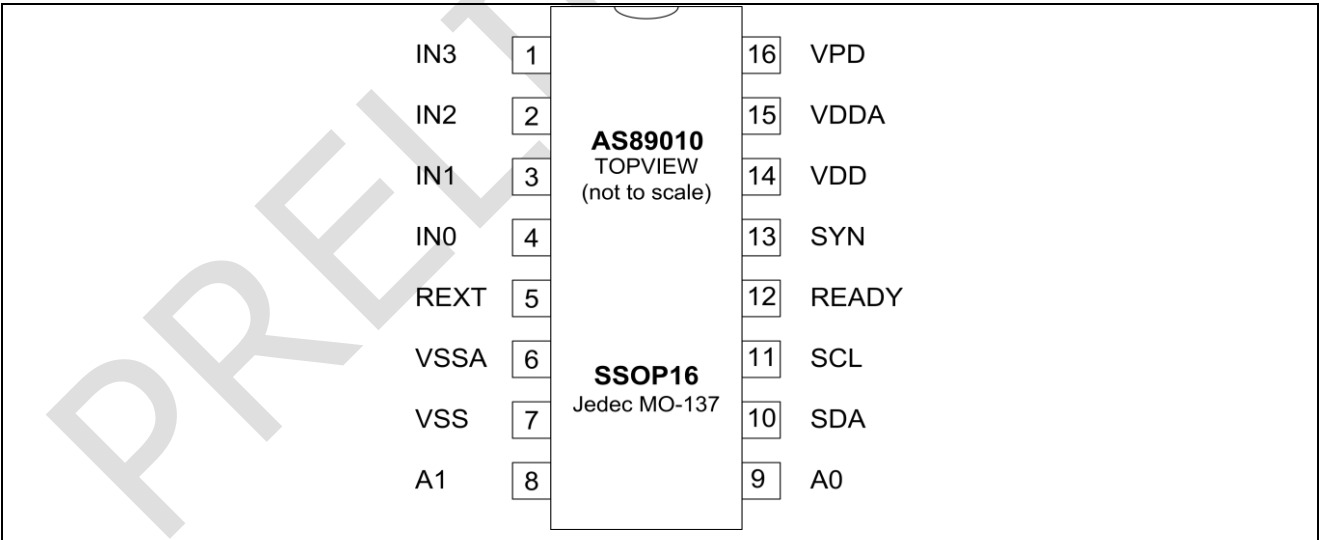 IN3 1 16 VPD
IN2 2 15 VDDA
AS89010
TOPVIEW
(not to scale)
IN1 3 14 VDD
IN0 4 13 SYN
REXT 5 12 READY
VSSA 6 11 SCL
SSOP16
Jedec MO-137
VSS 7 10 SDA
A1 8 9 A0